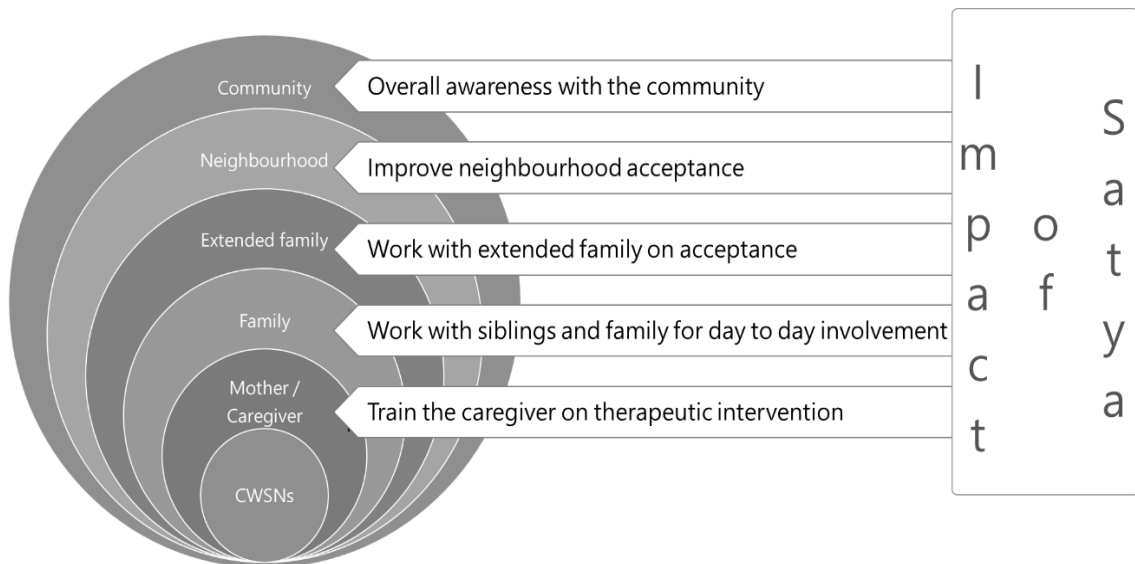 Community
Overall awareness with the community
Neighbourhood
Improve neighbourhood acceptance
Extended family
Work with extended family on acceptance
Family
Work with siblings and family for day to day involvement
Mother /
Caregiver
Train the caregiver on therapeutic intervention
CWSNs
Impact
of
Satya